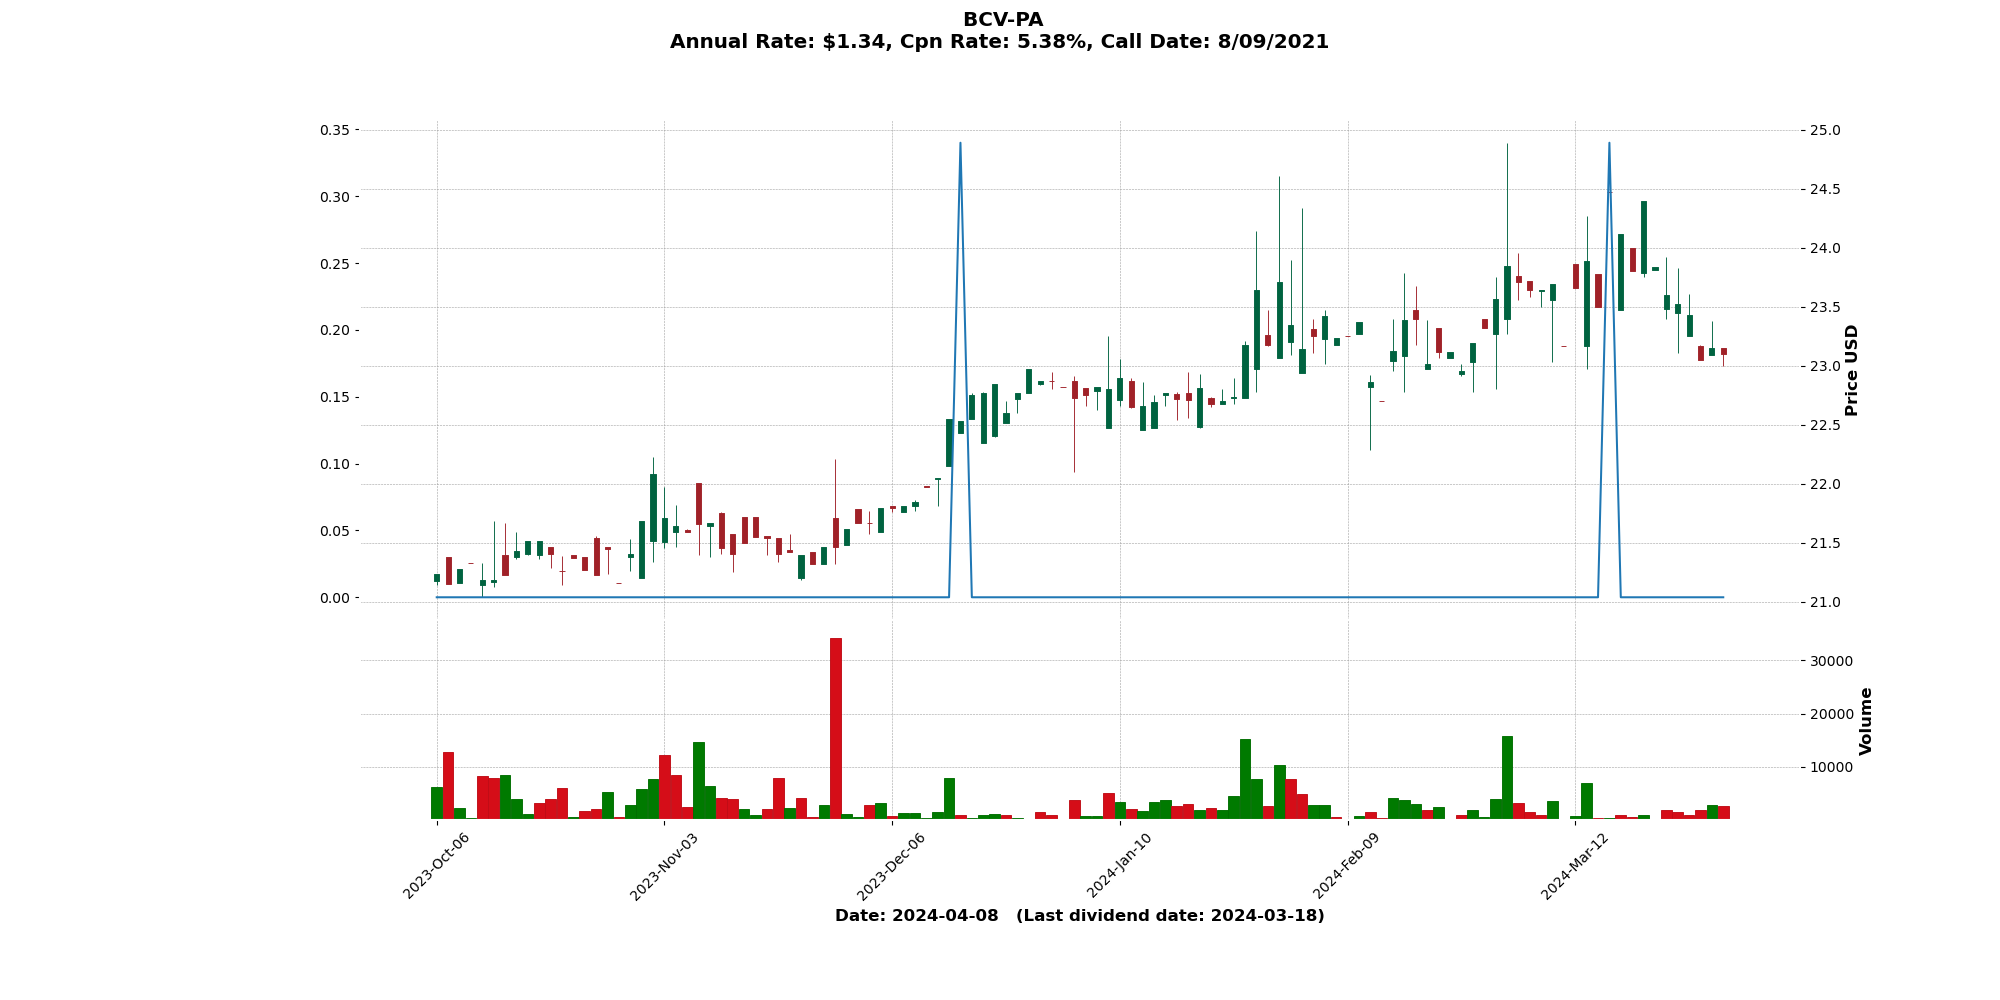 BCV-PA
Annual Rate: $1.34, Cpn Rate: 5.38%, Call Date: 8/09/2021
0.35
0.30
0.25
0.20
0.15
0.10
0.05
0.00
25.0
24.5
24.0
23.5
23.0
22.5
22.0
21.5
21.0
Price USD
30000
20000
10000
Volume
2023-Oct-06
2023-Nov-03
2023-Dec-06
2024-Jan-10
2024-Feb-09
2024-Mar-12
Date: 2024-04-08 (Last dividend date: 2024-03-18)